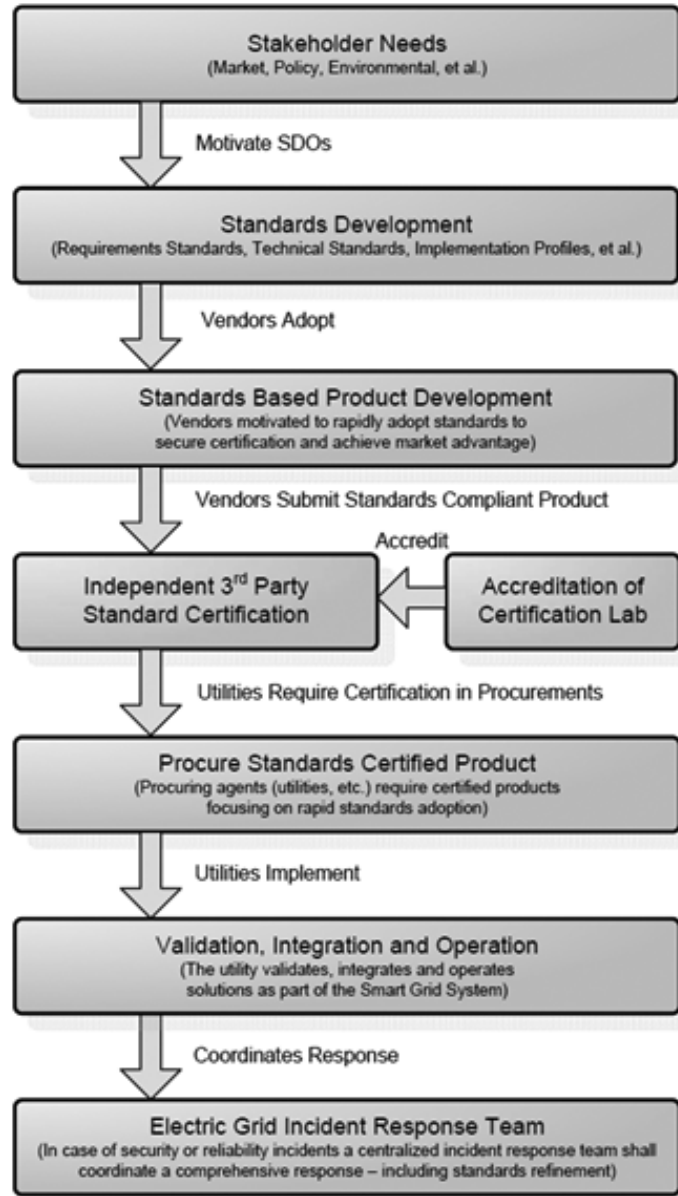 Stakeholder Needs
(Market, Policy, Environmental, et al.)
Motivate SDOs
Standards Development
(Requirements Standards, Technical Standards, Implementation Profiles, et al.)
Vendors Adopt
Standards Based Product Development
(Vendors motivated to rapidly adopt standards to
secure certification and achieve market advantage)
Vendors Submit Standards Compliant Product
Accredit
Independent 3rd Party
Standard Certification
Accreditation of
Certification Lab
Utilities Require Certification in Procurements
Procure Standards Certified Product
(Procuring agents (utilities, etc.) require certified products
focusing on rapid standards adoption)
Utilities Implement
Validation, Integration and Operation
(The utility validates, integrates and operates
solutions as part of the Smart Grid System)
Coordinates Response
Electric Grid Incident Response Team
(In case of security or reliability incidents a centralized incident response team shall
coordinate a comprehensive response – including standards refinement)